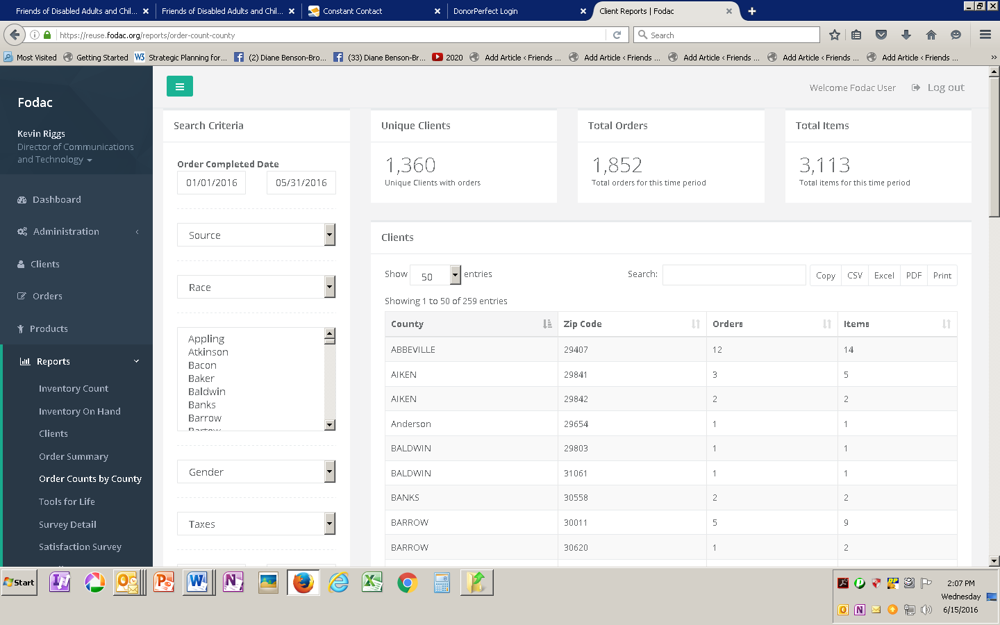 Friends of Disabled Adults and Chil... × Friends of Disabled Adults and Chil... × Constant Contact × DonorPerfect Login × Client Reports | Fodac × +
https://reuse.fodac.org/reports/order-count-county Search
Most Visited Getting Started W3 Strategic Planning for... (2) Diane Benson-Bro... (33) Diane Benson-Br... 2020 Add Article ‹ Friends ... Add Article ‹ Friends ... Add Article ‹ Friends ... Add Article ‹ Friends ... Add Article ‹ Friends ... »
Welcome Fodac User Log out
Fodac
Kevin Riggs
Director of Communications
and Technology
Dashboard
Administration
Clients
Orders
Products
Reports
Inventory Count
Inventory On Hand
Clients
Order Summary
Order Counts by County
Tools for Life
Survey Detail
Satisfaction Survey
Search Criteria
Order Completed Date
01/01/2016 05/31/2016
Source
Race
Appling
Atkinson
Bacon
Baker
Baldwin
Banks
Barrow
Bartow
Gender
Taxes
Unique Clients
1,360
Unique Clients with orders
Total Orders
1,852
Total orders for this time period
Total Items
3,113
Total items for this time period
Clients
Show 50 entries Search: Copy CSV Excel PDF Print
Showing 1 to 50 of 259 entries
County Zip Code Orders Items
ABBEVILLE 29407 12 14
AIKEN 29841 3 5
AIKEN 29842 2 2
Anderson 29654 1 1
BALDWIN 29803 1 1
BALDWIN 31061 1 1
BANKS 30558 2 2
BARROW 30011 5 9
BARROW 30620 1 2
Start
2:07 PM
Wednesday
6/15/2016